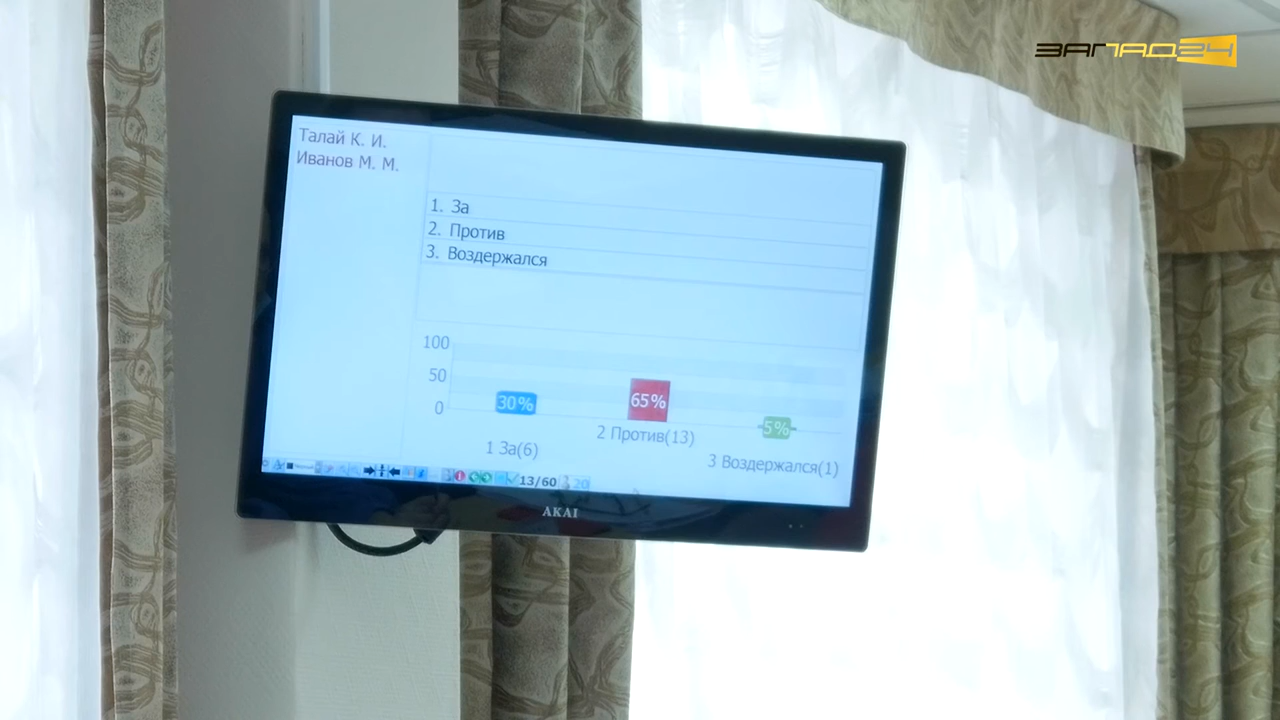 ЗАПАД24
Талай К. И.
Иванов М. М.
1. За
2. Против
3. Воздержался
100
50
0
30%
65%
5%
1 За(6)
2 Против(13)
3 Воздержался(1)
13/60
20
AKAI